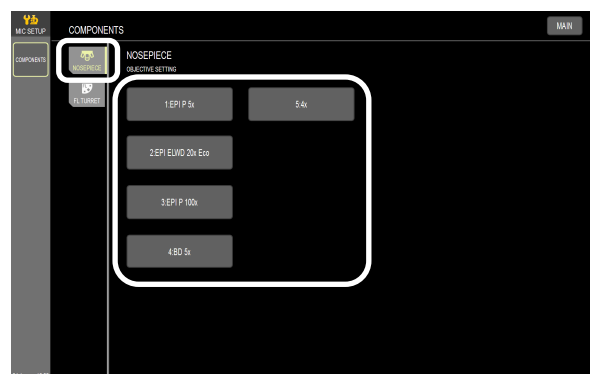 MIC SETUP
COMPONENTS
MAIN
COMPONENTS
NOSEPIECE
FL TURRET
NOSEPIECE
OBJECTIVE SETTING
1:EPI P 5x
5:4x
2:EPI ELWD 20x Eco
3:EPI P 100x
4:BD 5x